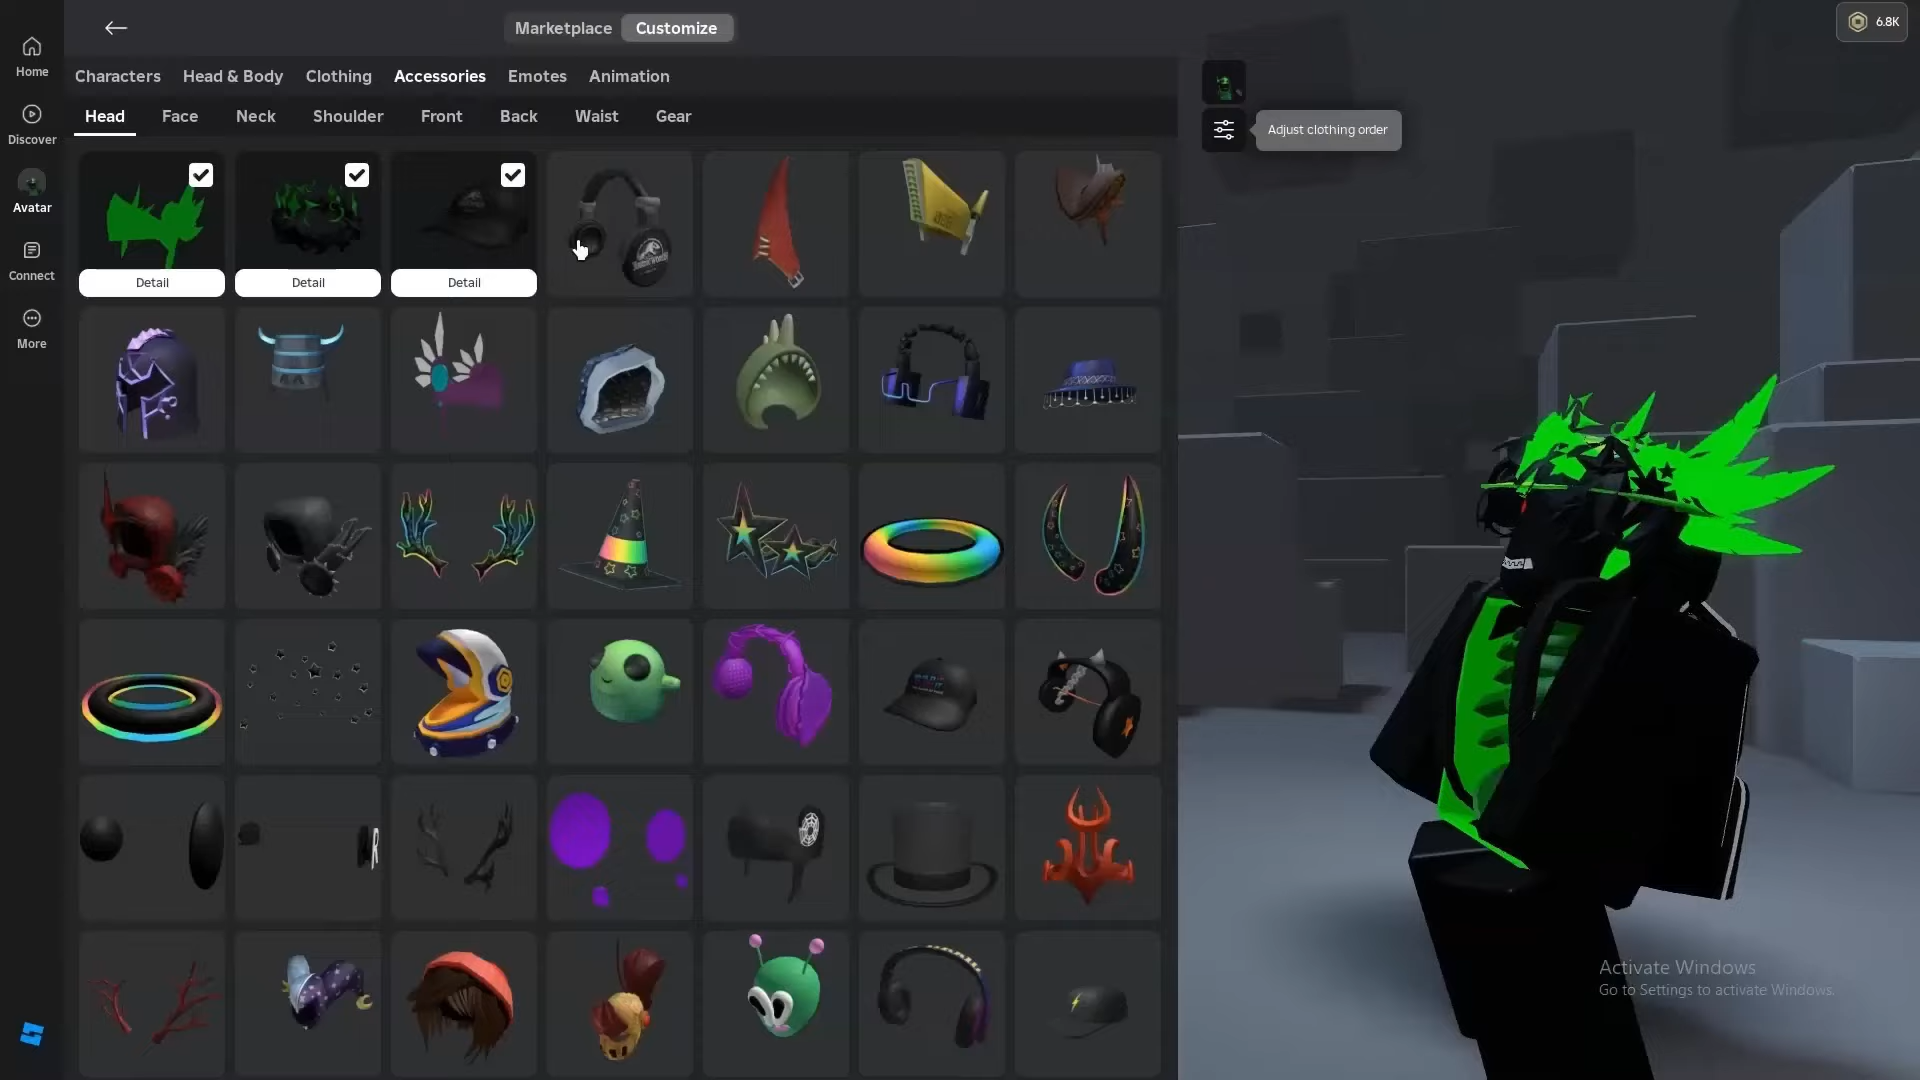 Marketplace Customize
6.8K
Home
Discover
Avatar
Connect
More
Characters Head & Body Clothing Accessories Emotes Animation
Head Face Neck Shoulder Front Back Waist Gear
Adjust clothing order
Detail Detail Detail
R
Activate Windows
Go to Settings to activate Windows.